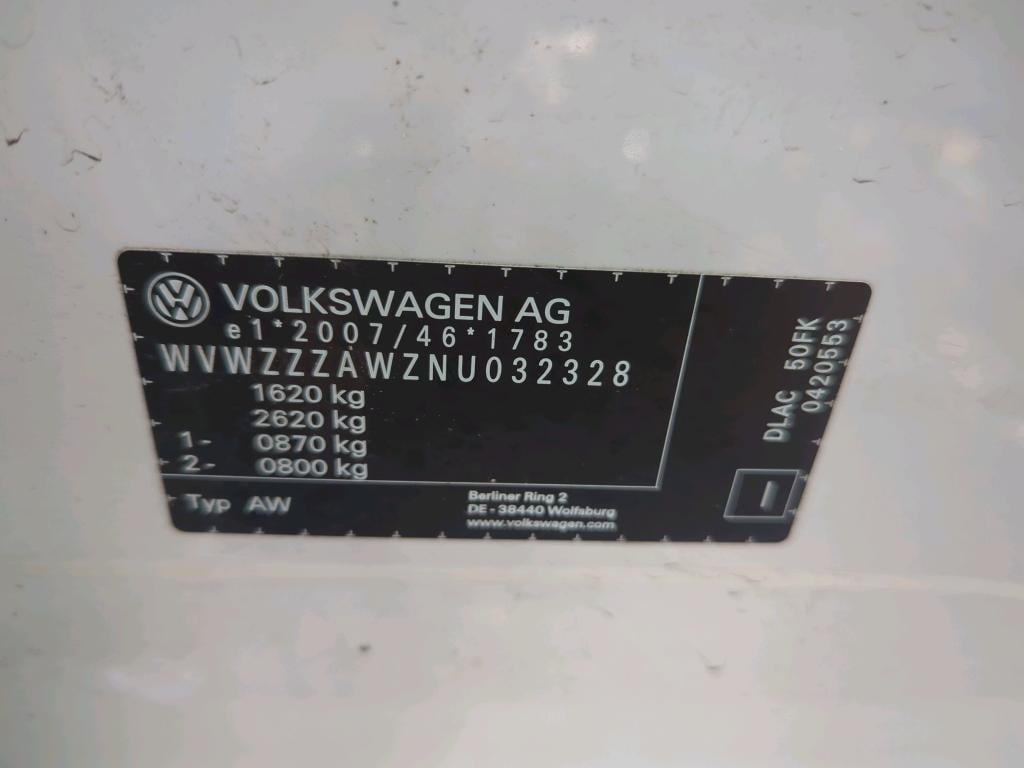 VOLKSWAGEN AG
e1*2007/46*1783
WVWZZZAWZNU032328
1620 kg
2620 kg
1- 0870 kg
2- 0800 kg
Typ AW
Berliner Ring 2
DE - 38440 Wolfsburg
www.volkswagen.com
DLAC 50FK
0420553